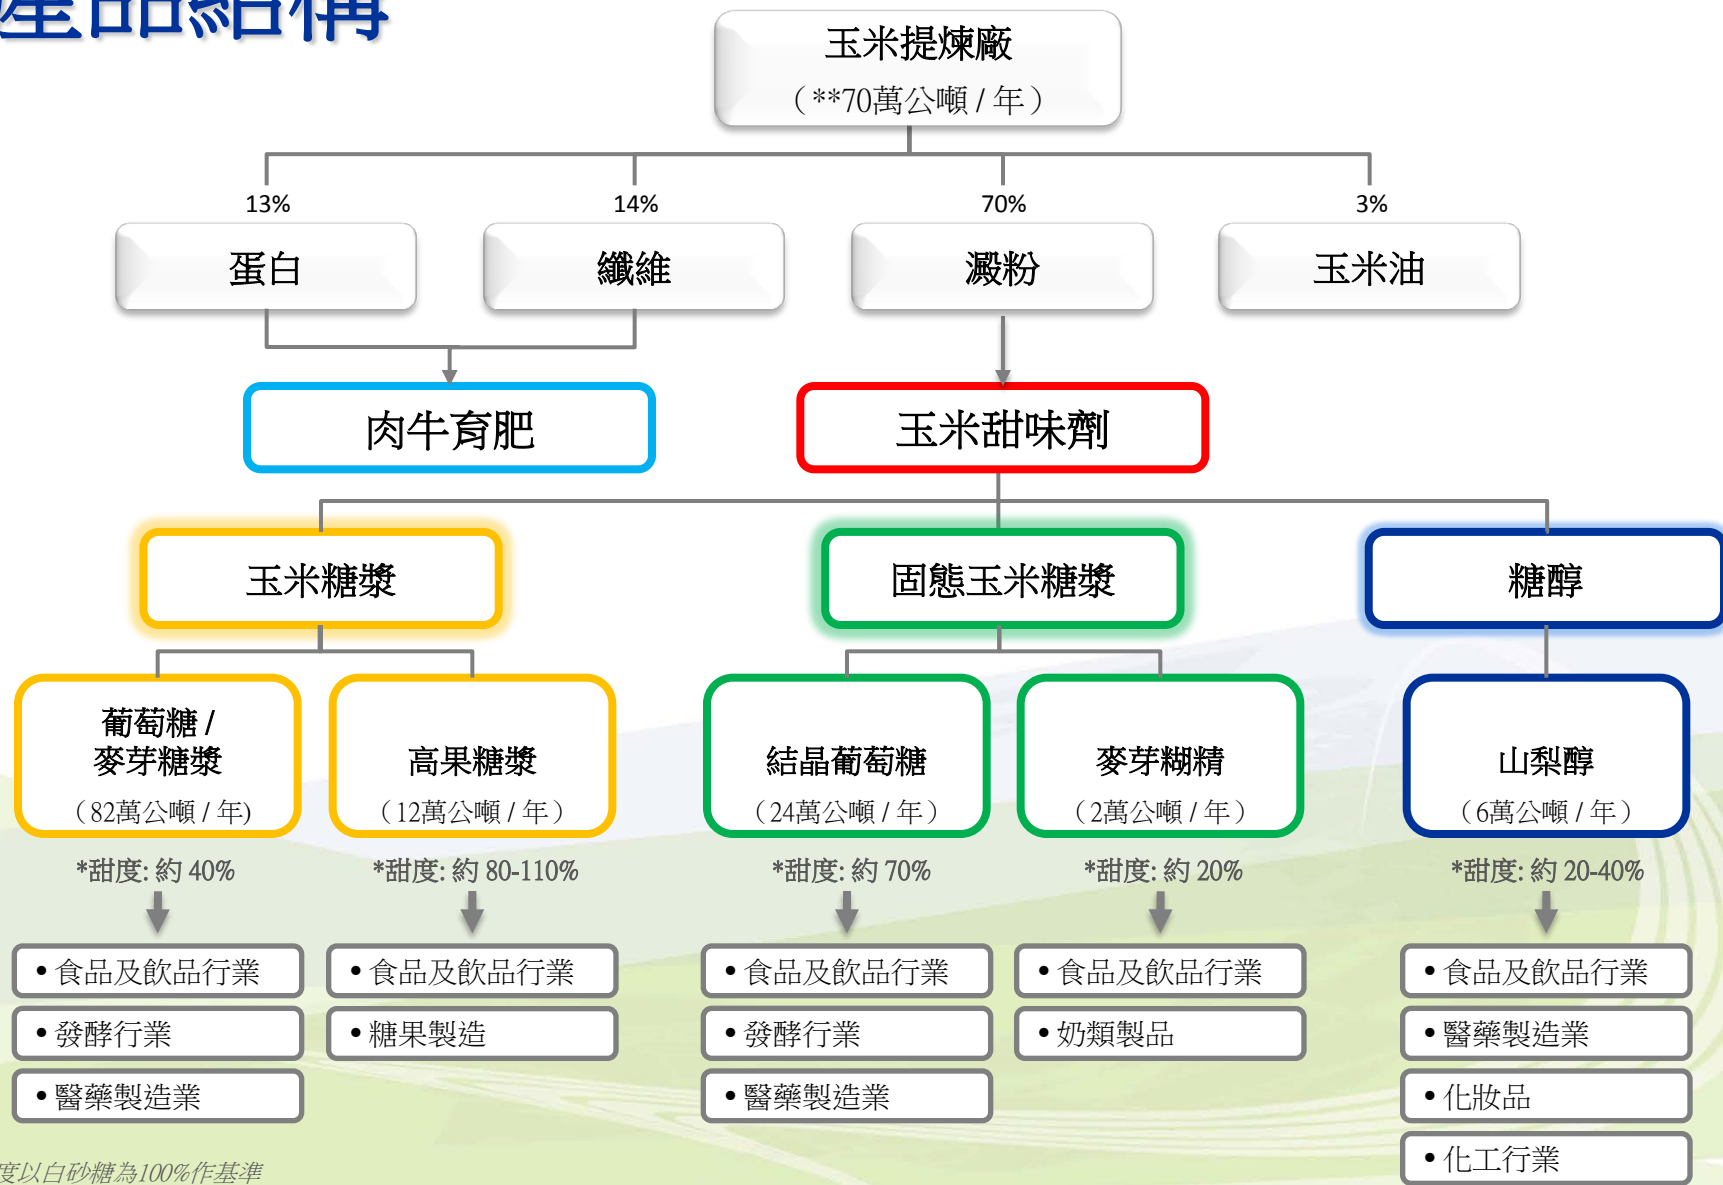 產品結構
玉米提煉廠
（**70萬公噸 / 年）
13%
14%
70%
3%
蛋白
纖維
澱粉
玉米油
肉牛育肥
玉米甜味劑
玉米糖漿
固態玉米糖漿
糖醇
葡萄糖 /
麥芽糖漿
（82萬公噸 / 年)
高果糖漿
（12萬公噸 / 年）
結晶葡萄糖
（24萬公噸 / 年）
麥芽糊精
（2萬公噸 / 年）
山梨醇
（6萬公噸 / 年）
*甜度: 約 40%
*甜度: 約 80-110%
*甜度: 約 70%
*甜度: 約 20%
*甜度: 約 20-40%
• 食品及飲品行業
• 發酵行業
• 醫藥製造業
• 食品及飲品行業
• 糖果製造
• 食品及飲品行業
• 發酵行業
• 醫藥製造業
• 食品及飲品行業
• 奶類製品
• 食品及飲品行業
• 醫藥製造業
• 化妝品
• 化工行業
度以白砂糖為100%作基準